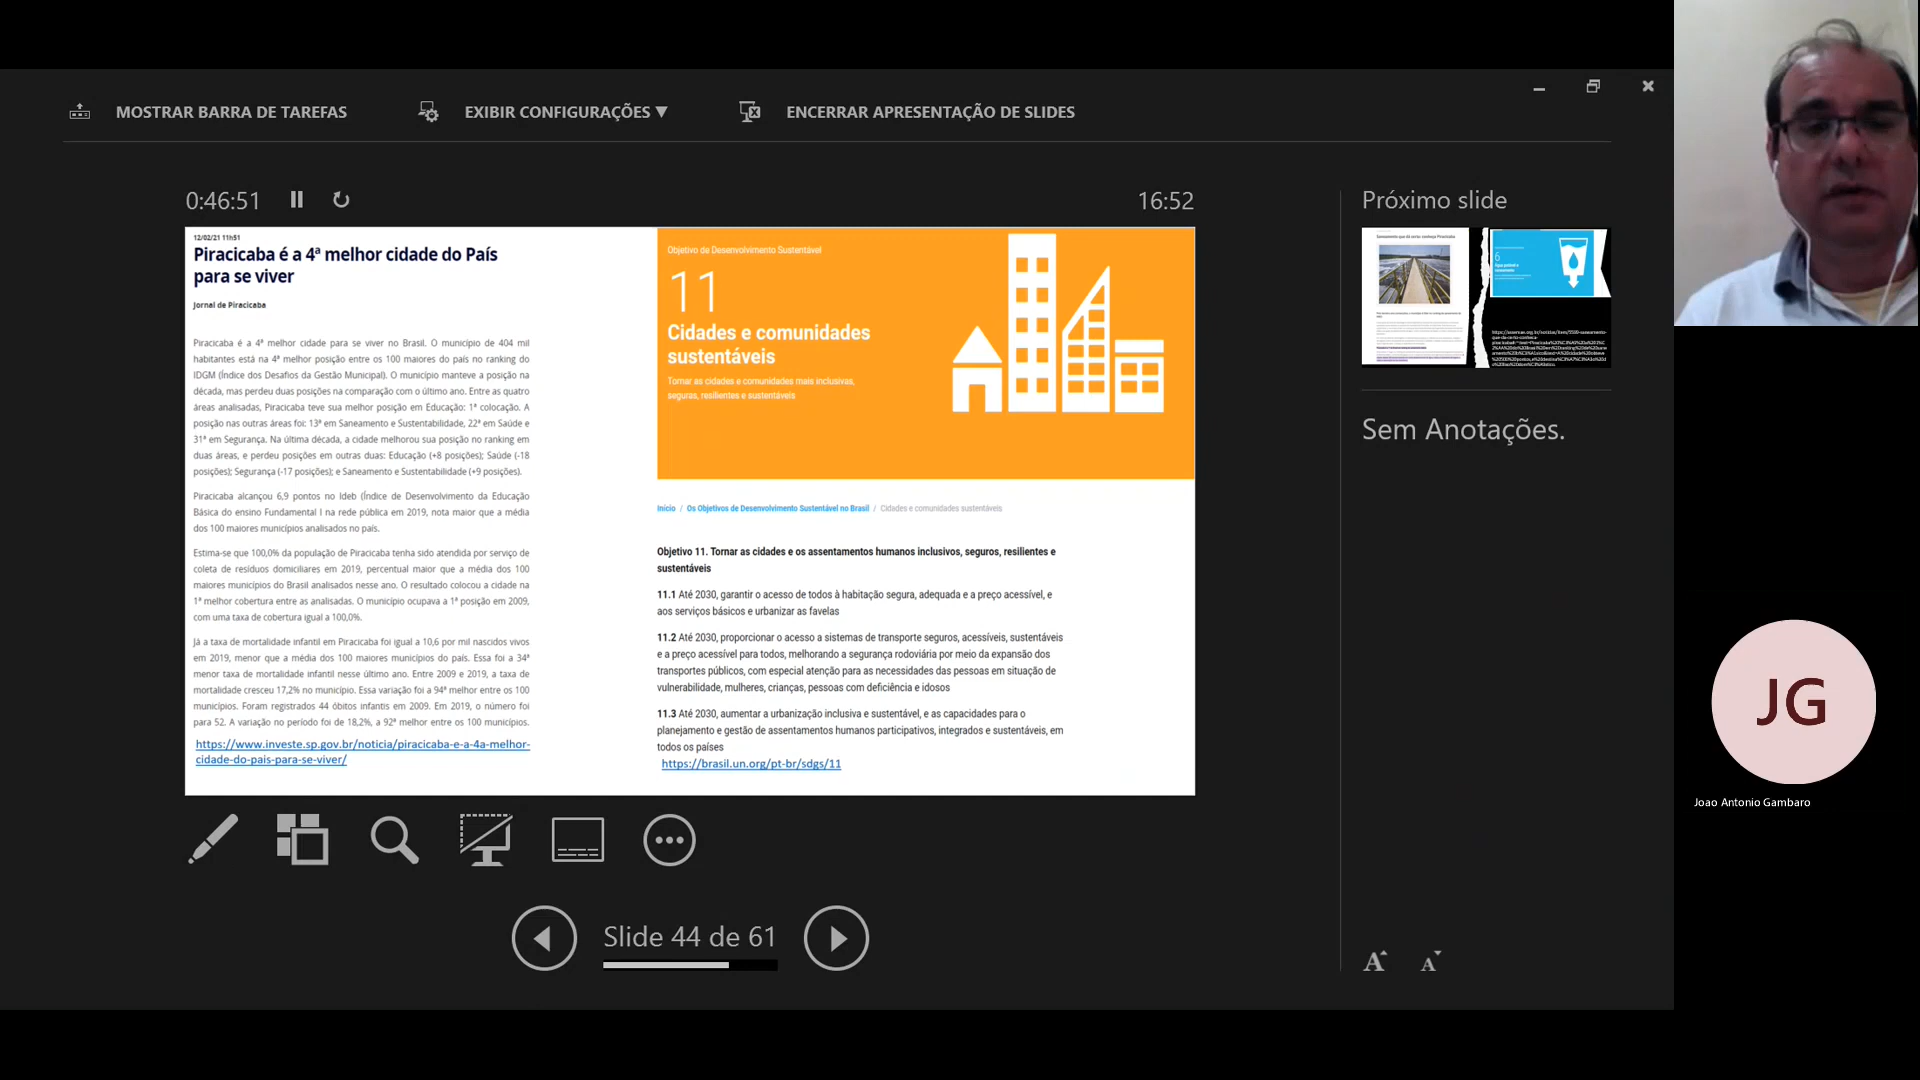 MOSTRAR BARRA DE TAREFAS
EXIBIR CONFIGURAÇÕES ▼
ENCERRAR APRESENTAÇÃO DE SLIDES
0:46:51
16:52
12/02/21 11h51
Piracicaba é a 4ª melhor cidade do País
para se viver
Jornal de Piracicaba
Piracicaba é a 4ª melhor cidade para se viver no Brasil. O município de 404 mil
habitantes está na 4ª melhor posição entre os 100 maiores do país no ranking do
IDGM (Índice dos Desafios da Gestão Municipal). O município manteve a posição na
década, mas perdeu duas posições na comparação com o último ano. Entre as quatro
áreas analisadas, Piracicaba teve sua melhor posição em Educação: 1ª colocação. A
posição nas outras áreas foi: 13ª em Saneamento e Sustentabilidade, 22ª em Saúde e
31ª em Segurança. Na última década, a cidade melhorou sua posição no ranking em
duas áreas, e perdeu posições em outras duas: Educação (+8 posições); Saúde (-18
posições); Segurança (-17 posições); e Saneamento e Sustentabilidade (+9 posições).
Piracicaba alcançou 6,9 pontos no Ideb (Índice de Desenvolvimento da Educação
Básica do ensino Fundamental I na rede pública em 2019, nota maior que a média
dos 100 maiores municípios analisados no país.
Estima-se que 100,0% da população de Piracicaba tenha sido atendida por serviço de
coleta de resíduos domiciliares em 2019, percentual maior que a média dos 100
maiores municípios do Brasil analisados nesse ano. O resultado colocou a cidade na
1ª melhor cobertura entre as analisadas. O município ocupava a 1ª posição em 2009,
com uma taxa de cobertura igual a 100,0%.
Já a taxa de mortalidade infantil em Piracicaba foi igual a 10,6 por mil nascidos vivos
em 2019, menor que a média dos 100 maiores municípios do país. Essa foi a 34ª
menor taxa de mortalidade infantil nesse último ano. Entre 2009 e 2019, a taxa de
mortalidade cresceu 17,2% no município. Essa variação foi a 94ª melhor entre os 100
municípios. Foram registrados 44 óbitos infantis em 2009. Em 2019, o número foi
para 52. A variação no período foi de 18,2%, a 92ª melhor entre os 100 municípios.
https://www.investe.sp.gov.br/noticia/piracicaba-e-a-4a-melhor-
cidade-do-pais-para-se-viver/
Objetivo de Desenvolvimento Sustentável
11
Cidades e comunidades
sustentáveis
Tornar as cidades e comunidades mais inclusivas,
seguras, resilientes e sustentáveis
Início / Os Objetivos de Desenvolvimento Sustentável no Brasil / Cidades e comunidades sustentáveis
Objetivo 11. Tornar as cidades e os assentamentos humanos inclusivos, seguros, resilientes e
sustentáveis
11.1 Até 2030, garantir o acesso de todos à habitação segura, adequada e a preço acessível, e
aos serviços básicos e urbanizar as favelas
11.2 Até 2030, proporcionar o acesso a sistemas de transporte seguros, acessíveis, sustentáveis
e a preço acessível para todos, melhorando a segurança rodoviária por meio da expansão dos
transportes públicos, com especial atenção para as necessidades das pessoas em situação de
vulnerabilidade, mulheres, crianças, pessoas com deficiência e idosos
11.3 Até 2030, aumentar a urbanização inclusiva e sustentável, e as capacidades para o
planejamento e gestão de assentamentos humanos participativos, integrados e sustentáveis, em
todos os países
https://brasil.un.org/pt-br/sdgs/11
Próximo slide
6
Sem Anotações.
Slide 44 de 61
A
A
JG
Joao Antonio Gambaro